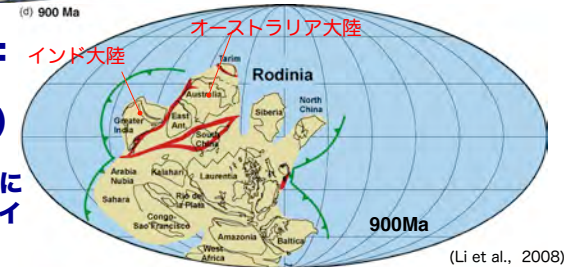 (d) 900 Ma
オーストラリア大陸
インド大陸
Tarim
Rodinia
Australia
Greater
India
East
Ant.
Siberia
North
China
South
China
Arabia
Nubia
Kalahari
Laurentia
Sahara
Rio de
la Plata
Congo-
Sao Francisco
Amazonia
Baltica
West
Africa
900Ma
に
イ
(Li et al., 2008)